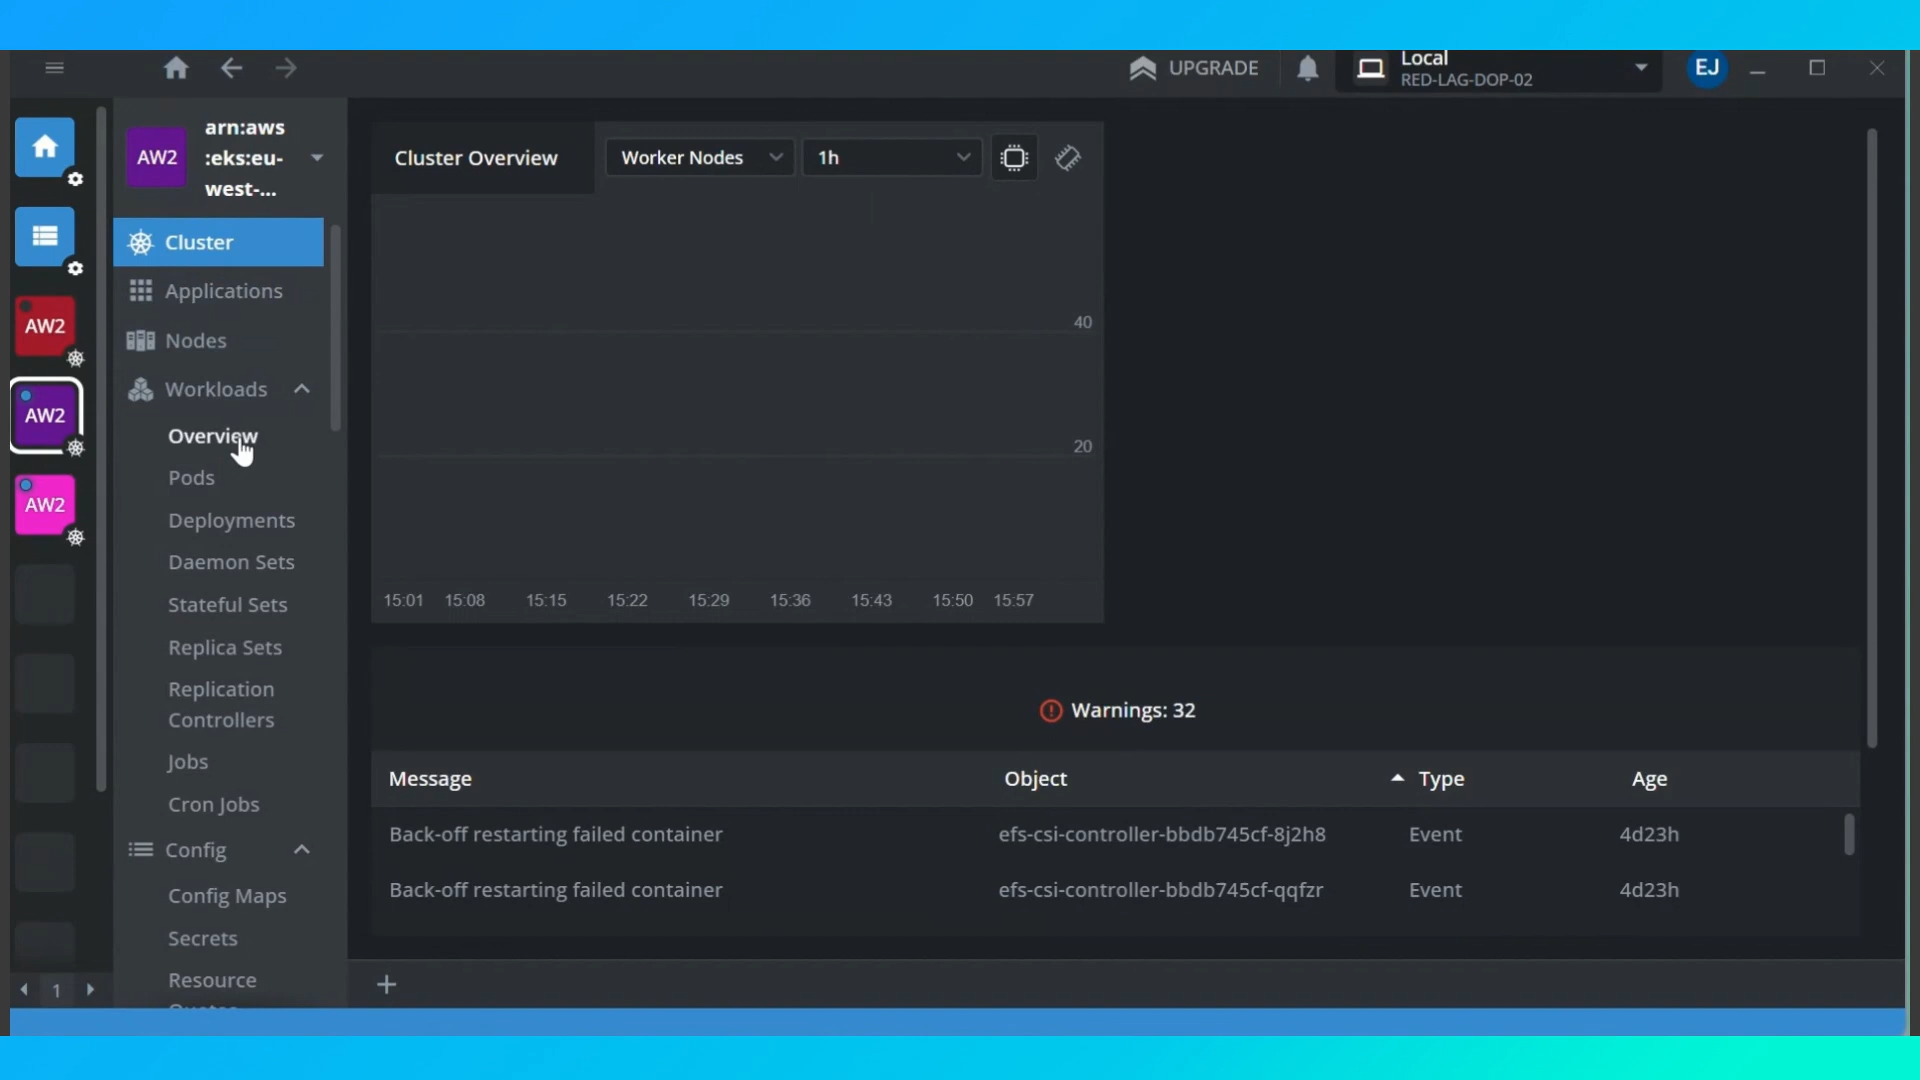 UPGRADE
Local
RED-LAG-DOP-02
EJ
AW2
arn:aws
:eks:eu-
west-...
Cluster
Applications
Nodes
Workloads
Overview
Pods
Deployments
Daemon Sets
Stateful Sets
Replica Sets
Replication
Controllers
Jobs
Cron Jobs
Config
Config Maps
Secrets
Resource
Quotas
AW2
AW2
AW2
1
Cluster Overview
Worker Nodes
1h
40
20
15:01 15:08 15:15 15:22 15:29 15:36 15:43 15:50 15:57
Warnings: 32
Message Object Type Age
Back-off restarting failed container efs-csi-controller-bbdb745cf-8j2h8 Event 4d23h
Back-off restarting failed container efs-csi-controller-bbdb745cf-qqfzr Event 4d23h